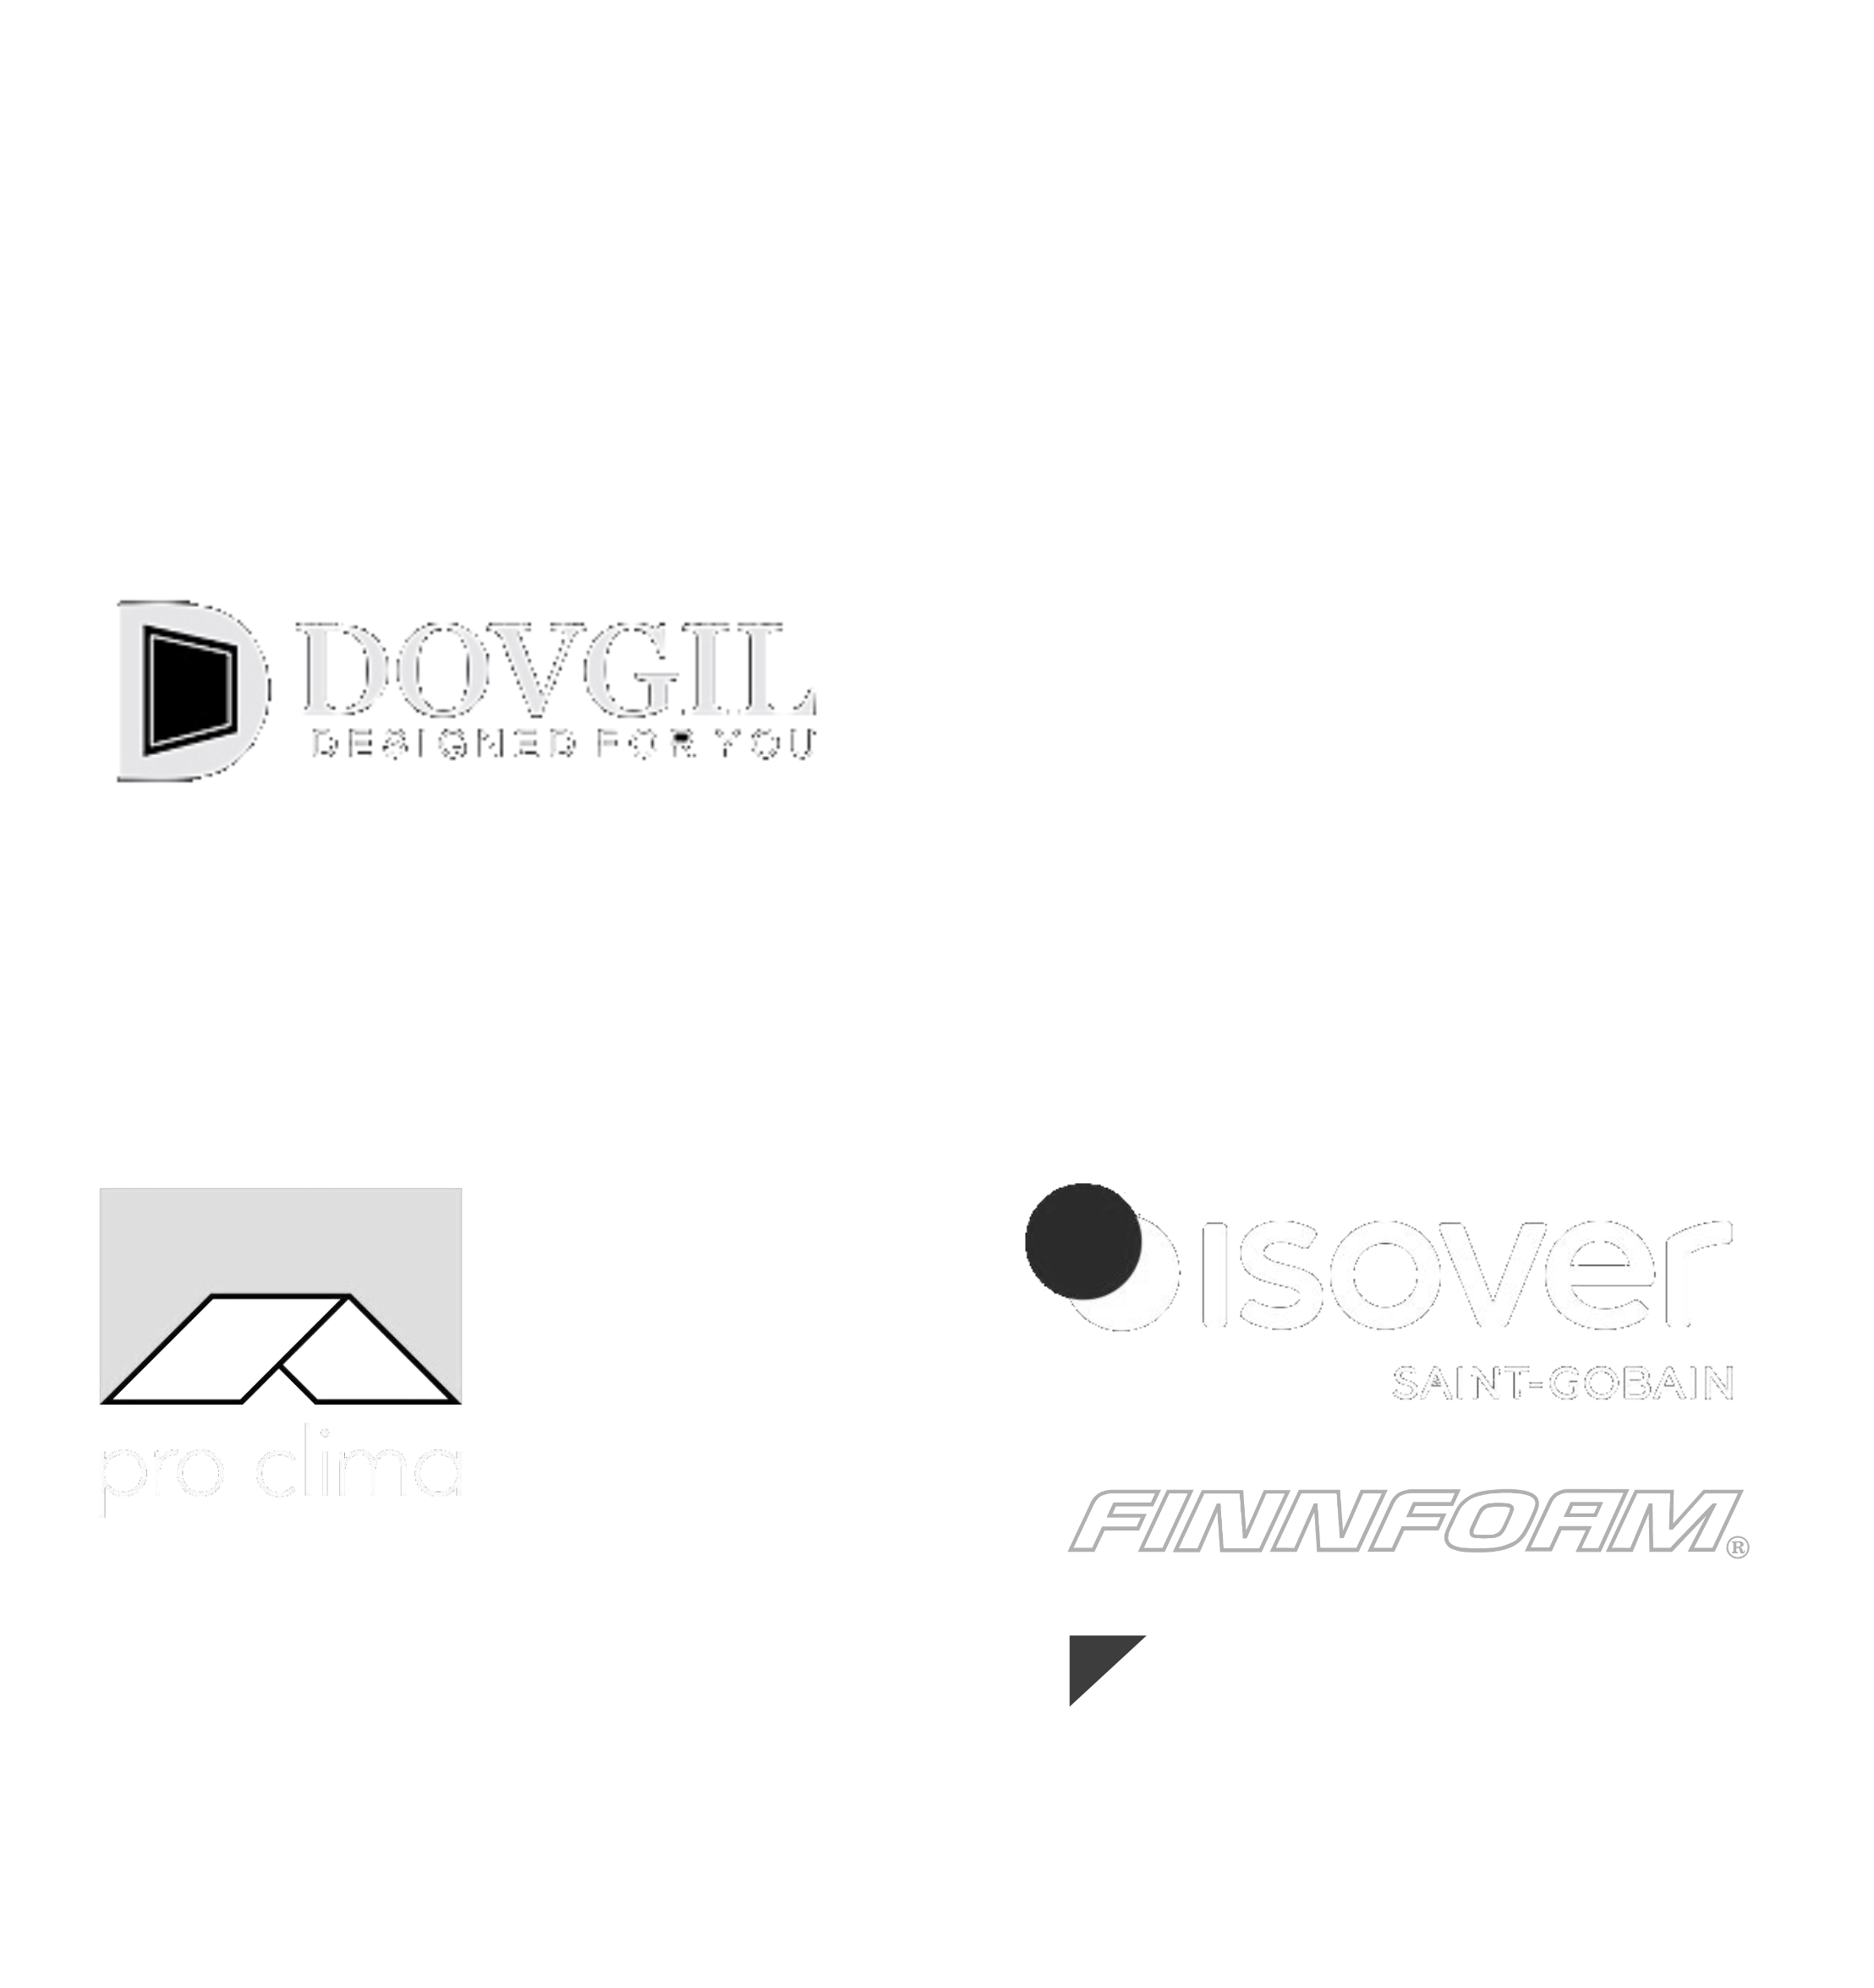 DOVGIL
DESIGNED FOR YOU
pro clima
isover
SAINT-GOBAIN
FINNFOAM®